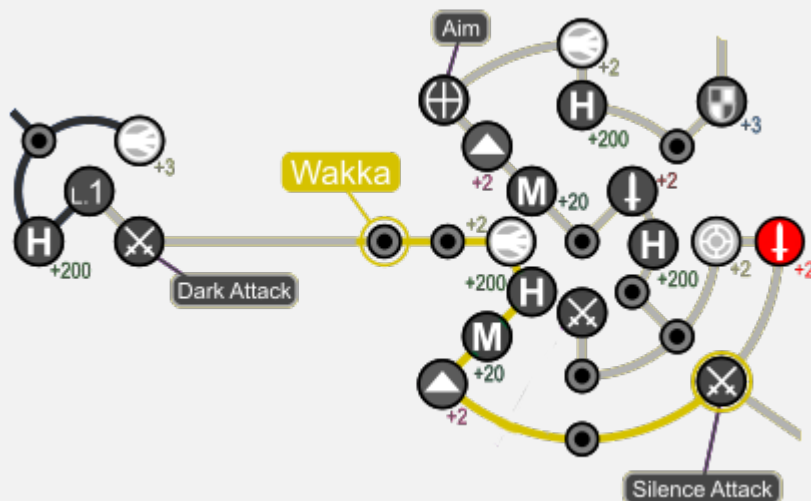 Aim
+2
H
+200
+3
+3
Wakka
L.1
+2
M
+20
+2
H
+200
Dark Attack
+2
+200
H
H
+200
+2
+2
M
+20
+2
Silence Attack